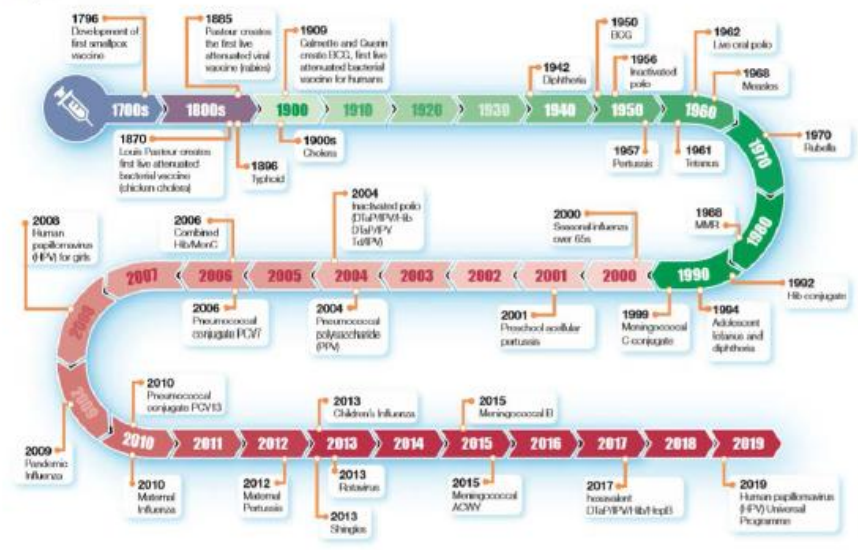 1796
Development of
first smallpox
vaccine
1885
Pasteur creates
the first live
attenuated viral
vaccine (rabies)
1909
Calmette and Guerin
create BCG, first live
attenuated bacterial
vaccine for humans
1942
Diphtheria
1950
BCG
1956
Inactivated
polio
1962
Live oral polio
1968
Measles
1700s
1800s
1900
1910
1920
1930
1940
1950
1960
1970
1980
1990
1870
Louis Pasteur creates
first live attenuated
bacterial vaccine
(chicken cholera)
1896
Typhoid
1900s
Cholera
1957
Pertussis
1961
Tetanus
1970
Rubella
1988
MMR
1992
Hib conjugate
1994
Adolescent
tetanus and
diphtheria
1999
Meningococcal
C conjugate
2000
Seasonal influenza
over 65s
2000
2001
2002
2003
2004
2005
2006
2007
2008
2009
2001
Preschool acellular
pertussis
2004
Inactivated polio
(DTaP/IPV/Hib
DTaP/IPV
Td/IPV)
2004
Pneumococcal
polysaccharide
(PPV)
2006
Combined
Hib/MenC
2006
Pneumococcal
conjugate PCV7
2008
Human
papillomavirus
(HPV) for girls
2009
Pandemic
Influenza
2010
Pneumococcal
conjugate PCV13
2013
Children's Influenza
2015
Meningococcal B
2010
2011
2012
2013
2014
2015
2016
2017
2018
2019
2010
Maternal
Influenza
2012
Maternal
Pertussis
2013
Rotavirus
2013
Shingles
2015
Meningococcal
ACWY
2017
hexavalent
DTaP/IPV/Hib/HepB
2019
Human papillomavirus
(HPV) Universal
Programme